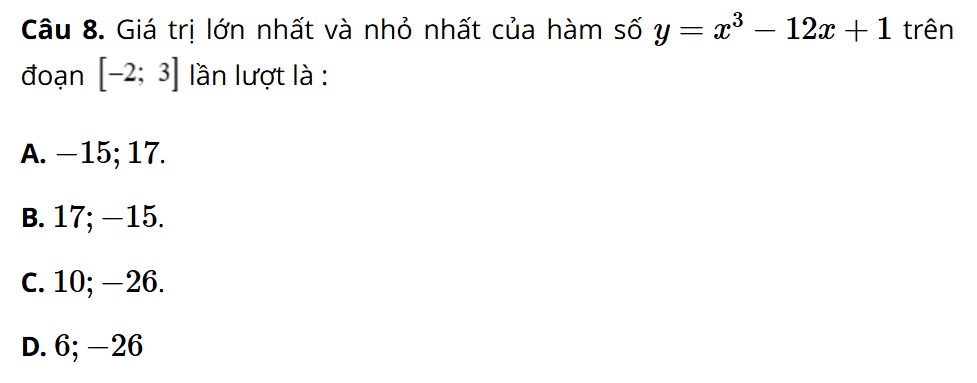 Câu 8. Giá trị lớn nhất và nhỏ nhất của hàm số y = x³ − 12x + 1 trên
đoạn [−2; 3] lần lượt là :
A. −15; 17.
B. 17; −15.
C. 10; −26.
D. 6; −26